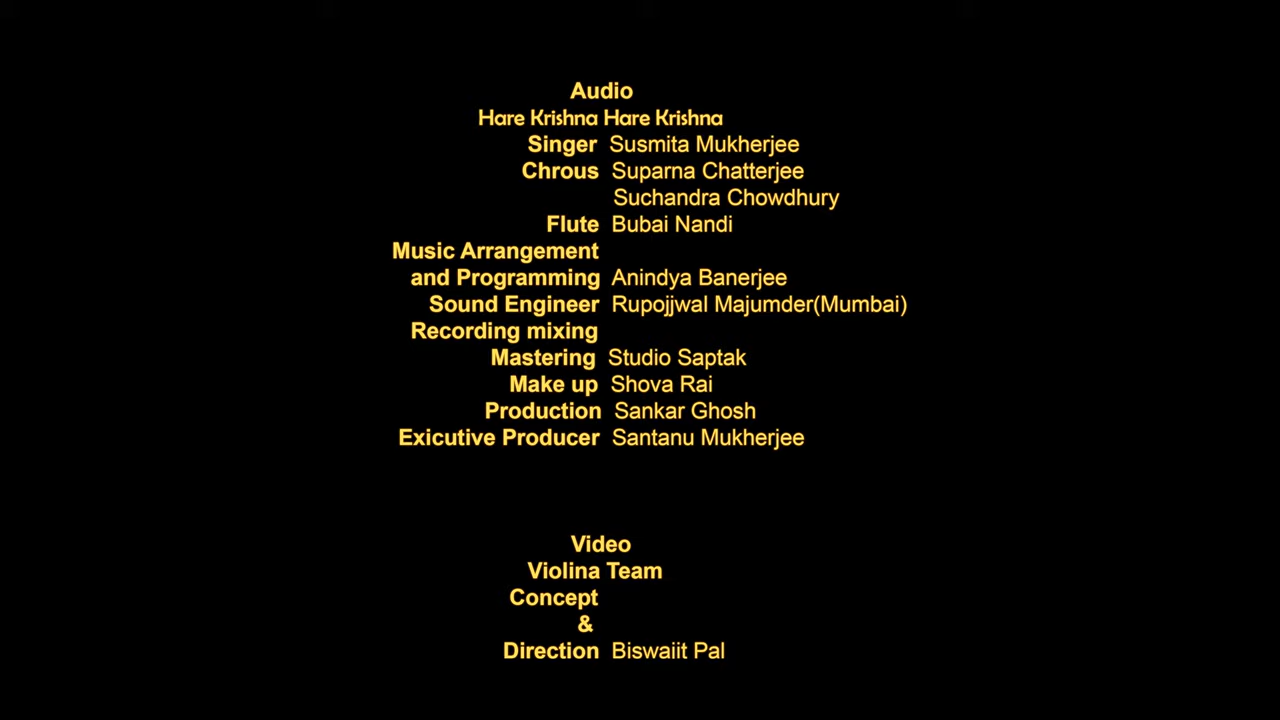 Audio
Hare Krishna Hare Krishna
Singer Susmita Mukherjee
Chrous Suparna Chatterjee
Suchandra Chowdhury
Flute Bubai Nandi
Music Arrangement
and Programming Anindya Banerjee
Sound Engineer Rupojjwal Majumder(Mumbai)
Recording mixing
Mastering Studio Saptak
Make up Shova Rai
Production Sankar Ghosh
Exicutive Producer Santanu Mukherjee
Video
Violina Team
Concept
&
Direction Biswaiit Pal